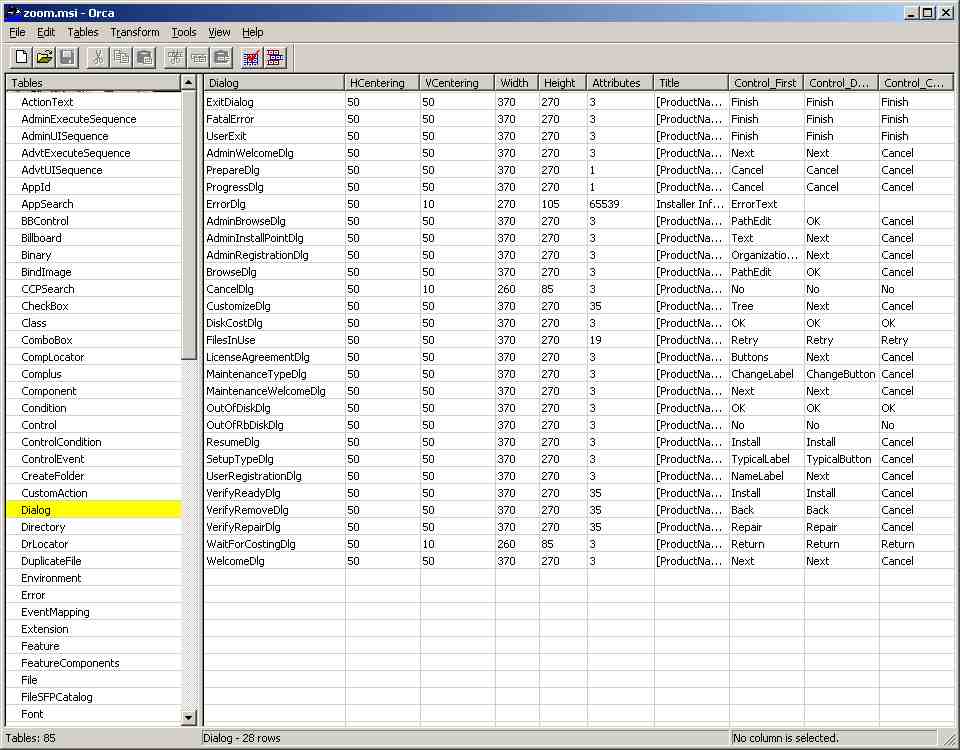 zoom.msi - Orca
File Edit Tables Transform Tools View Help
Tables
ActionText
AdminExecuteSequence
AdminUISequence
AdvtExecuteSequence
AdvtUISequence
AppId
AppSearch
BBControl
Billboard
Binary
BindImage
CCPSearch
CheckBox
Class
ComboBox
CompLocator
Complus
Component
Condition
Control
ControlCondition
ControlEvent
CreateFolder
CustomAction
Dialog
Directory
DrLocator
DuplicateFile
Environment
Error
EventMapping
Extension
Feature
FeatureComponents
File
FileSFPCatalog
Font
Dialog HCentering VCentering Width Height Attributes Title Control_First Control_D... Control_C...
ExitDialog 50 50 370 270 3 [ProductNa... Finish Finish Finish
FatalError 50 50 370 270 3 [ProductNa... Finish Finish Finish
UserExit 50 50 370 270 3 [ProductNa... Finish Finish Finish
AdminWelcomeDlg 50 50 370 270 3 [ProductNa... Next Next Cancel
PrepareDlg 50 50 370 270 1 [ProductNa... Cancel Cancel Cancel
ProgressDlg 50 50 370 270 1 [ProductNa... Cancel Cancel Cancel
ErrorDlg 50 10 270 105 65539 Installer Inf... ErrorText
AdminBrowseDlg 50 50 370 270 3 [ProductNa... PathEdit OK Cancel
AdminInstallPointDlg 50 50 370 270 3 [ProductNa... Text Next Cancel
AdminRegistrationDlg 50 50 370 270 3 [ProductNa... Organizatio... Next Cancel
BrowseDlg 50 50 370 270 3 [ProductNa... PathEdit OK Cancel
CancelDlg 50 10 260 85 3 [ProductNa... No No No
CustomizeDlg 50 50 370 270 35 [ProductNa... Tree Next Cancel
DiskCostDlg 50 50 370 270 3 [ProductNa... OK OK OK
FilesInUse 50 50 370 270 19 [ProductNa... Retry Retry Retry
LicenseAgreementDlg 50 50 370 270 3 [ProductNa... Buttons Next Cancel
MaintenanceTypeDlg 50 50 370 270 3 [ProductNa... ChangeLabel ChangeButton Cancel
MaintenanceWelcomeDlg 50 50 370 270 3 [ProductNa... Next Next Cancel
OutOfDiskDlg 50 50 370 270 3 [ProductNa... OK OK OK
OutOfRbDiskDlg 50 50 370 270 3 [ProductNa... No No No
ResumeDlg 50 50 370 270 3 [ProductNa... Install Install Cancel
SetupTypeDlg 50 50 370 270 3 [ProductNa... TypicalLabel TypicalButton Cancel
UserRegistrationDlg 50 50 370 270 3 [ProductNa... NameLabel Next Cancel
VerifyReadyDlg 50 50 370 270 35 [ProductNa... Install Install Cancel
VerifyRemoveDlg 50 50 370 270 35 [ProductNa... Back Back Cancel
VerifyRepairDlg 50 50 370 270 35 [ProductNa... Repair Repair Cancel
WaitForCostingDlg 50 10 260 85 3 [ProductNa... Return Return Return
WelcomeDlg 50 50 370 270 3 [ProductNa... Next Next Cancel
Tables: 85
Dialog - 28 rows
No column is selected.